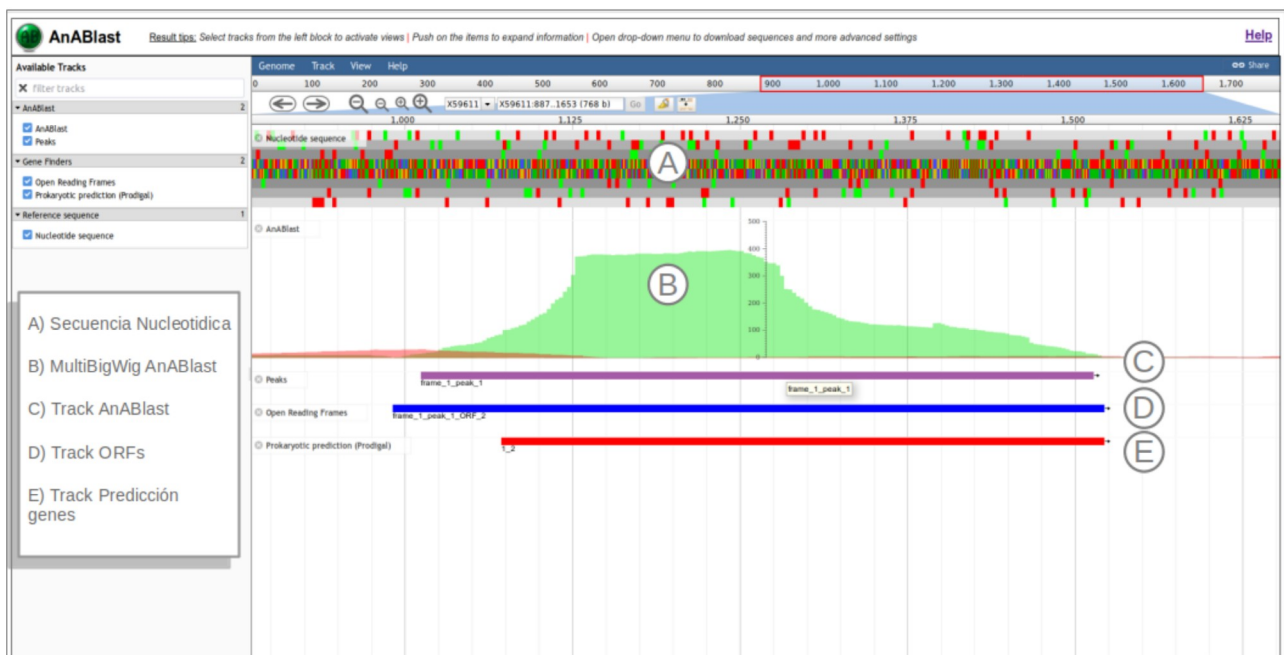 AnABlast
Result tips: Select tracks from the left block to activate views | Push on the items to expand information | Open drop-down menu to download sequences and more advanced settings
Help
Available Tracks
filter tracks
AnABlast 2
AnABlast
Peaks
Gene Finders 2
Open Reading Frames
Prokaryotic prediction (Prodigal)
Reference sequence 1
Nucleotide sequence
A) Secuencia Nucleotidica
B) MultiBigWig AnABlast
C) Track AnABlast
D) Track ORFs
E) Track Predicción
genes
Genome Track View Help Share
0 100 200 300 400 500 600 700 800 900 1.000 1.100 1.200 1.300 1.400 1.500 1.600 1.700
X59611 X59611:887..1653 (768 b) Go
1,000 1,125 1,250 1,375 1,500 1,625
Nucleotide sequence
A
AnABlast
500
400
300
200
100
0
B
Peaks
frame_1_peak_1
frame_1_peak_1
C
Open Reading Frames
frame_1_peak_1_ORF_2
D
Prokaryotic prediction (Prodigal)
1_2
E